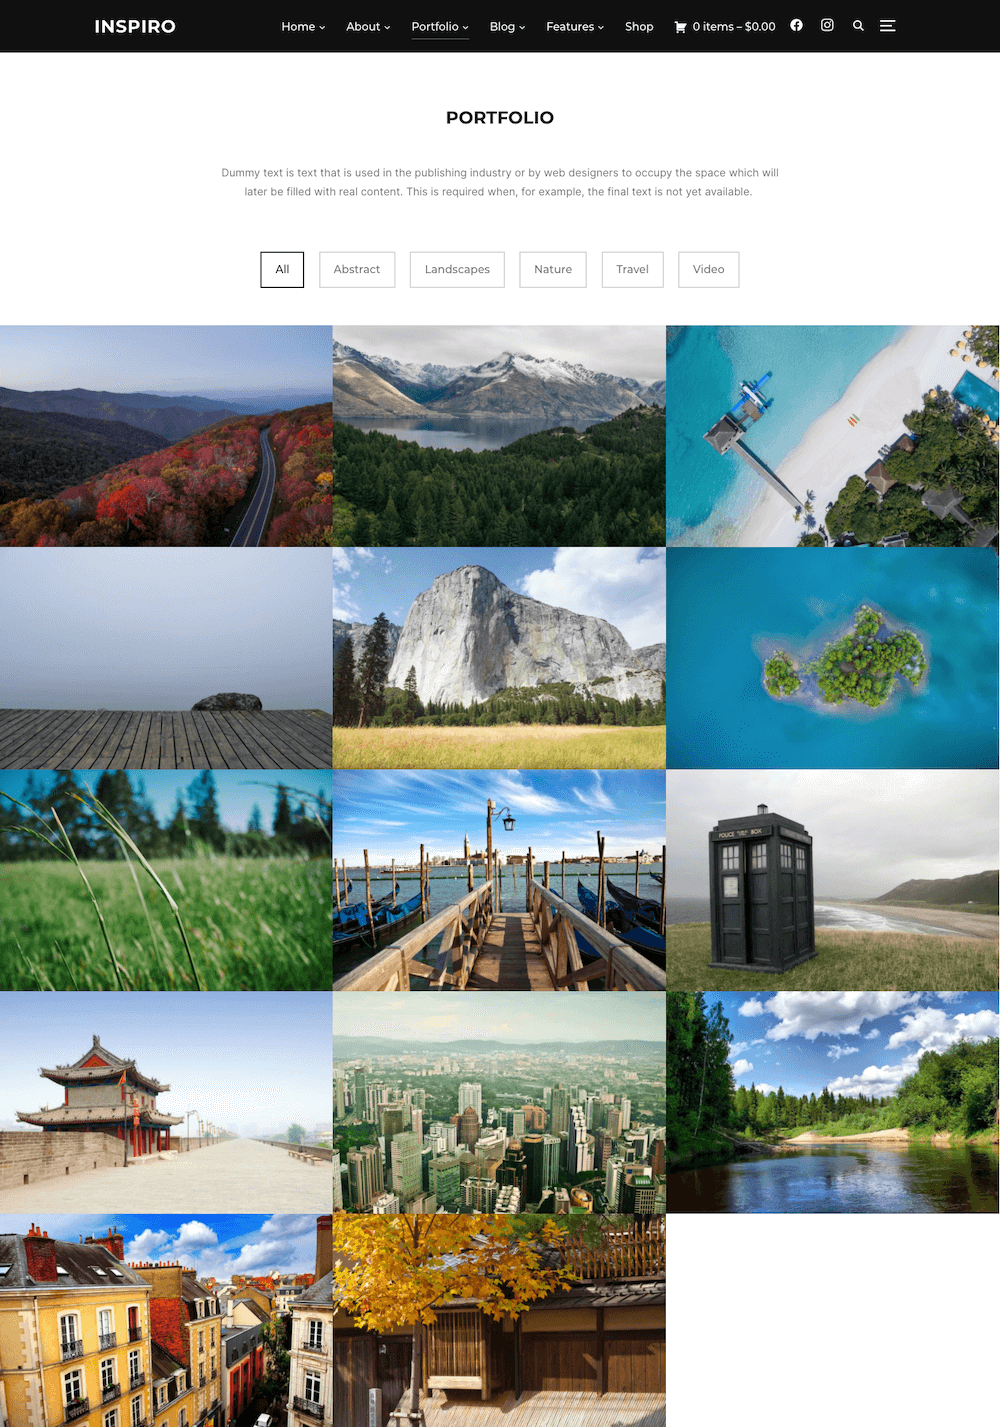 INSPIRO
Home About Portfolio Blog Features Shop 0 items – $0.00
PORTFOLIO
Dummy text is text that is used in the publishing industry or by web designers to occupy the space which will
later be filled with real content. This is required when, for example, the final text is not yet available.
All Abstract Landscapes Nature Travel Video
POLICE BOX